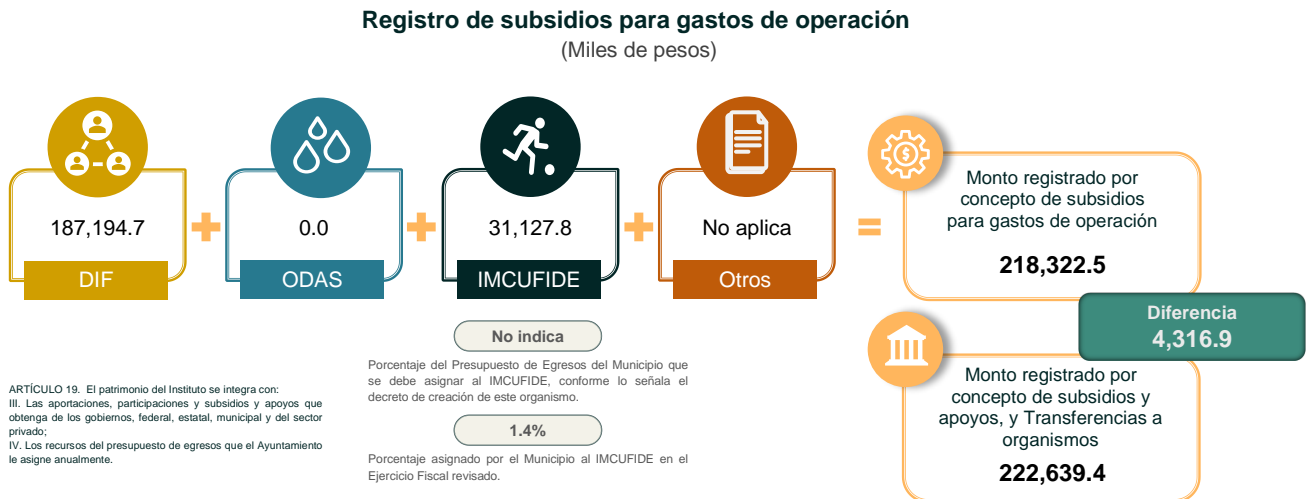 Registro de subsidios para gastos de operación
(Miles de pesos)
187,194.7
DIF
0.0
ODAS
31,127.8
IMCUFIDE
No aplica
Otros
Monto registrado por
concepto de subsidios
para gastos de operación
218,322.5
Diferencia
4,316.9
Monto registrado por
concepto de subsidios y
apoyos, y Transferencias a
organismos
222,639.4
No indica
Porcentaje del Presupuesto de Egresos del Municipio que
se debe asignar al IMCUFIDE, conforme lo señala el
decreto de creación de este organismo.
1.4%
Porcentaje asignado por el Municipio al IMCUFIDE en el
Ejercicio Fiscal revisado.
ARTÍCULO 19. El patrimonio del Instituto se integra con:
III. Las aportaciones, participaciones y subsidios y apoyos que
obtenga de los gobiernos, federal, estatal, municipal y del sector
privado;
IV. Los recursos del presupuesto de egresos que el Ayuntamiento
le asigne anualmente.